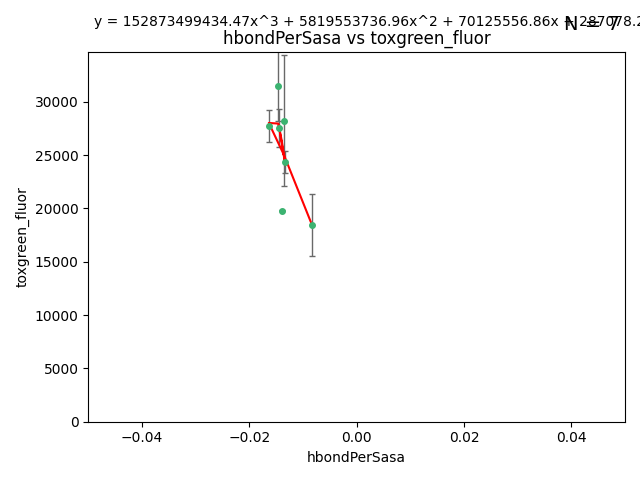 y = 152873499434.47x^3 + 5819553736.96x^2 + 70125556.86x + 287078.2
N = 7
hbondPerSasa vs toxgreen_fluor
30000
25000
20000
15000
10000
5000
0
toxgreen_fluor
−0.04
−0.02
0.00
0.02
0.04
hbondPerSasa